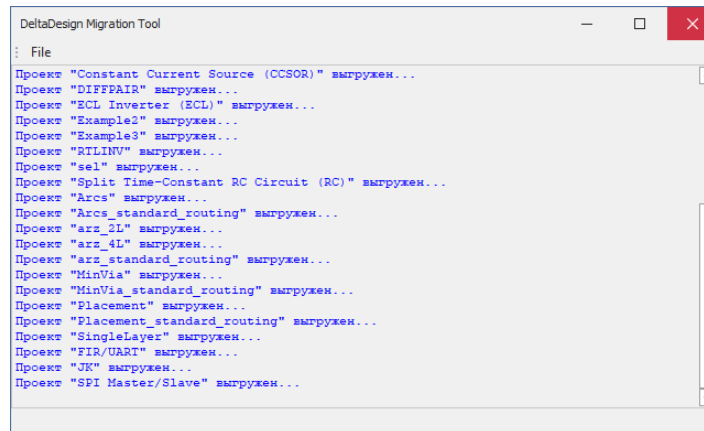 DeltaDesign Migration Tool
File
Проект "Constant Current Source (CCSOR)" выгружен...
Проект "DIFFPAIR" выгружен...
Проект "ECL Inverter (ECL)" выгружен...
Проект "Example2" выгружен...
Проект "Example3" выгружен...
Проект "RTLINV" выгружен...
Проект "sel" выгружен...
Проект "Split Time-Constant RC Circuit (RC)" выгружен...
Проект "Arcs" выгружен...
Проект "Arcs_standard_routing" выгружен...
Проект "arz_2L" выгружен...
Проект "arz_4L" выгружен...
Проект "arz_standard_routing" выгружен...
Проект "MinVia" выгружен...
Проект "MinVia_standard_routing" выгружен...
Проект "Placement" выгружен...
Проект "Placement_standard_routing" выгружен...
Проект "SingleLayer" выгружен...
Проект "FIR/UART" выгружен...
Проект "JK" выгружен...
Проект "SPI Master/Slave" выгружен...